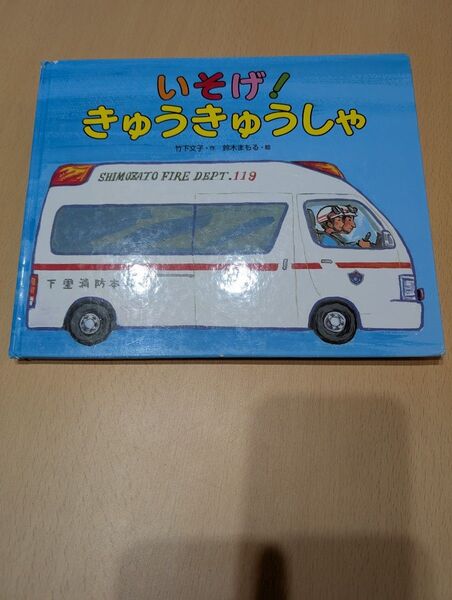 いそげ!
きゅうきゅうしゃ
竹下文子・作 鈴木まもる・絵
SHIMOZATO FIRE DEPT.119
下里消防本